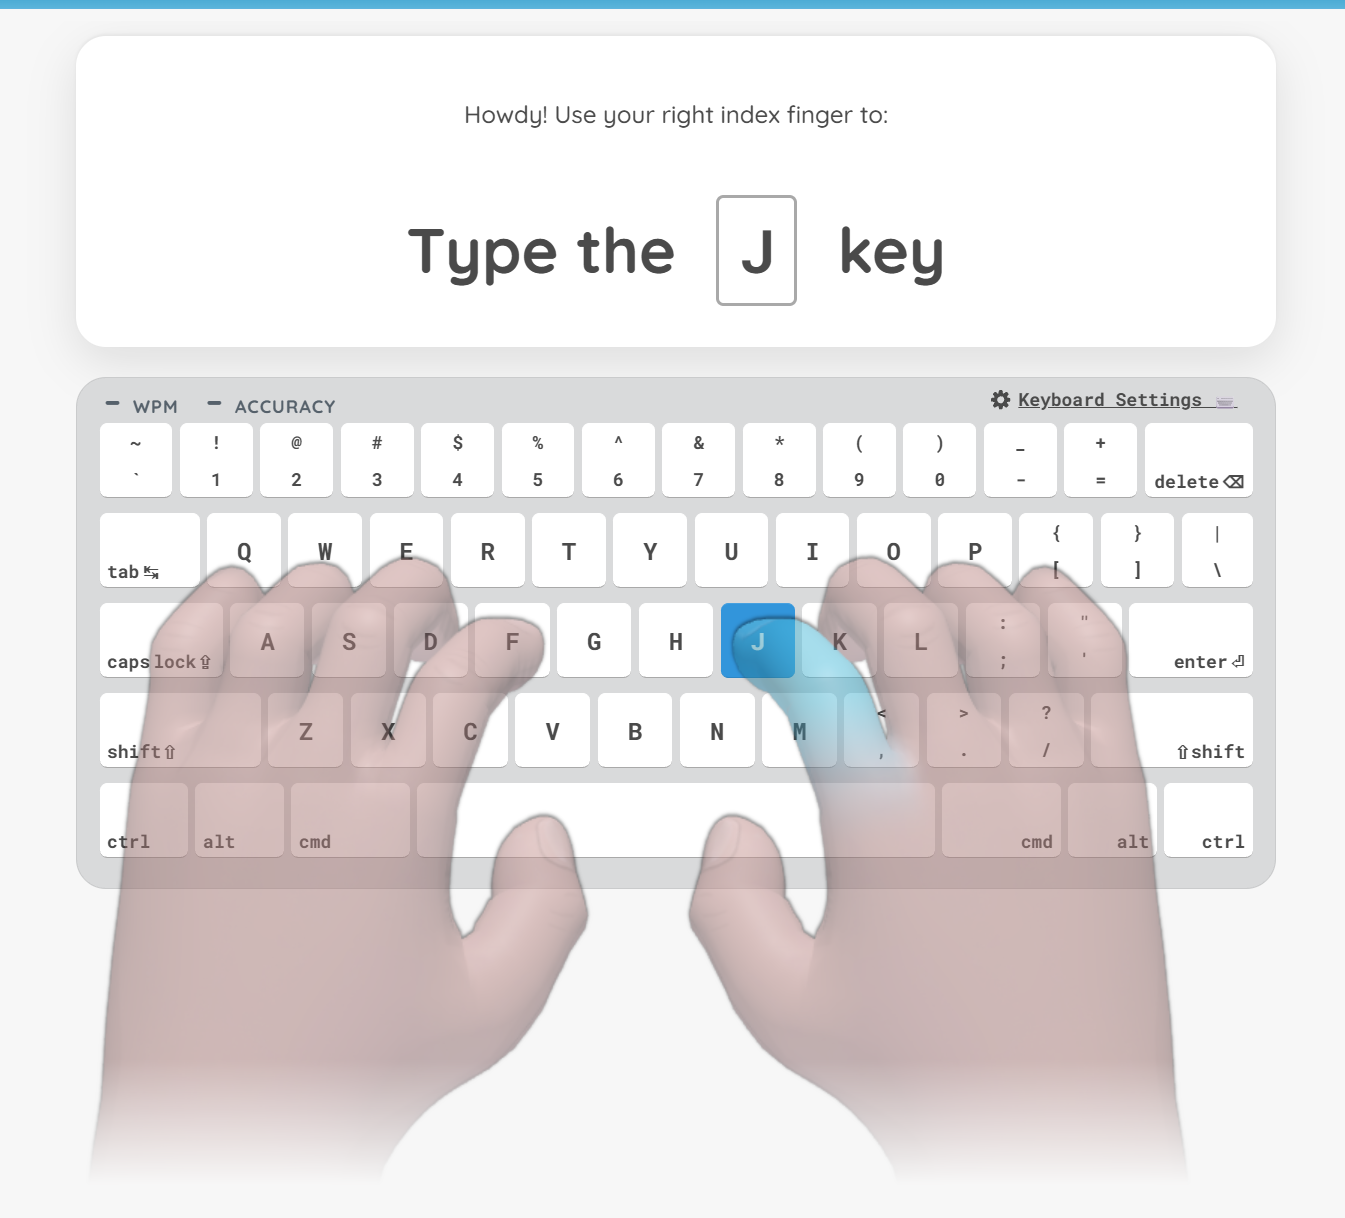 Howdy! Use your right index finger to:
Type the J key
– WPM – ACCURACY
Keyboard Settings
~ ! @ # $ % ^ & * ( ) _ +
` 1 2 3 4 5 6 7 8 9 0 - = delete⌫
Q W E R T Y U I O P { } |
tab↹ [ ] \
A S D F G H J K L : "
caps lock⇪ ; ' enter⏎
Z X C V B N M < > ?
shift⇧ , . / ⇧shift
ctrl alt cmd cmd alt ctrl